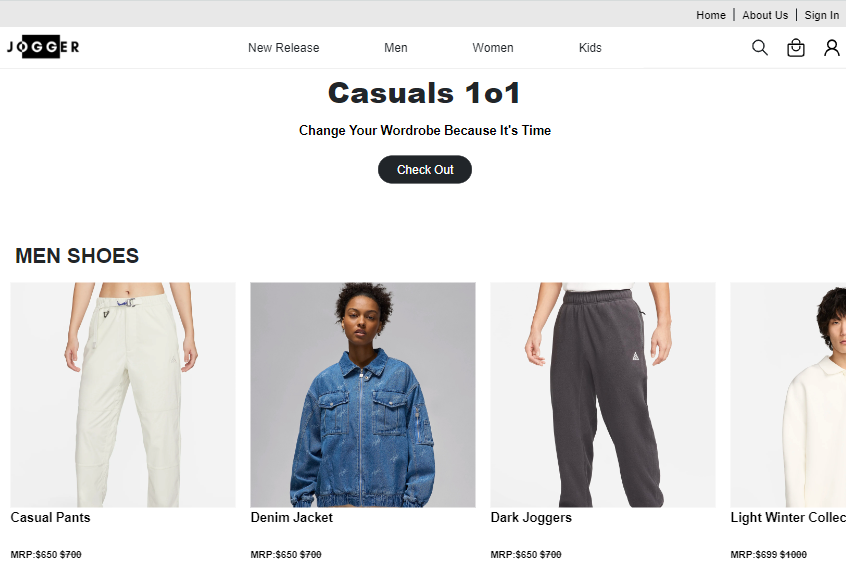 Home | About Us | Sign In
JOGGER
New Release Men Women Kids
Casuals 1o1
Change Your Wordrobe Because It's Time
Check Out
MEN SHOES
Casual Pants Denim Jacket Dark Joggers Light Winter Collec
MRP:$650 $700 MRP:$650 $700 MRP:$650 $700 MRP:$699 $1000